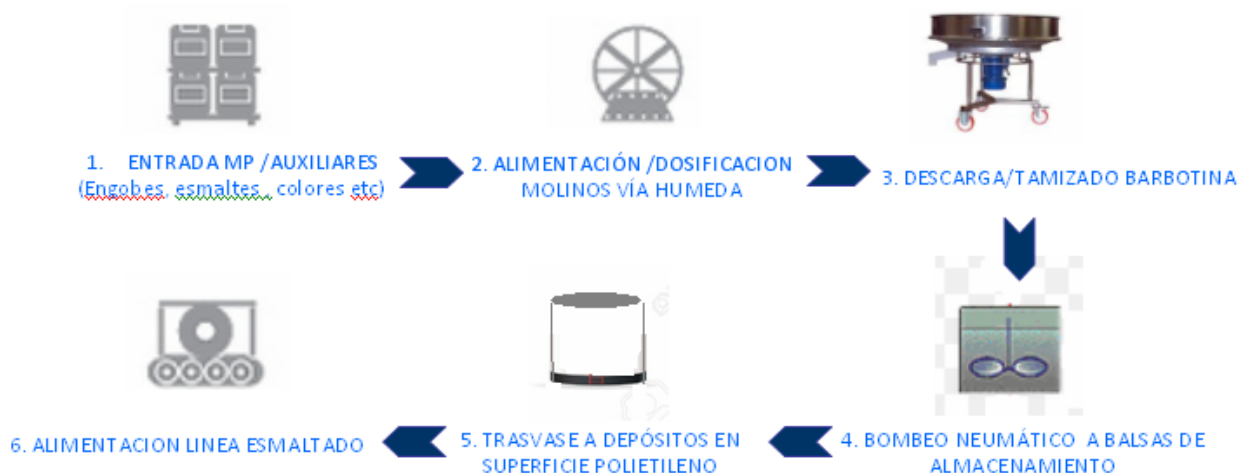 1. ENTRADA MP /AUXILIARES
(Engobes, esmaltes, colores etc)
2. ALIMENTACIÓN /DOSIFICACION
MOLINOS VÍA HUMEDA
3. DESCARGA/TAMIZADO BARBOTINA
4. BOMBEO NEUMÁTICO A BALSAS DE
ALMACENAMIENTO
5. TRASVASE A DEPÓSITOS EN
SUPERFICIE POLIETILENO
6. ALIMENTACION LINEA ESMALTADO